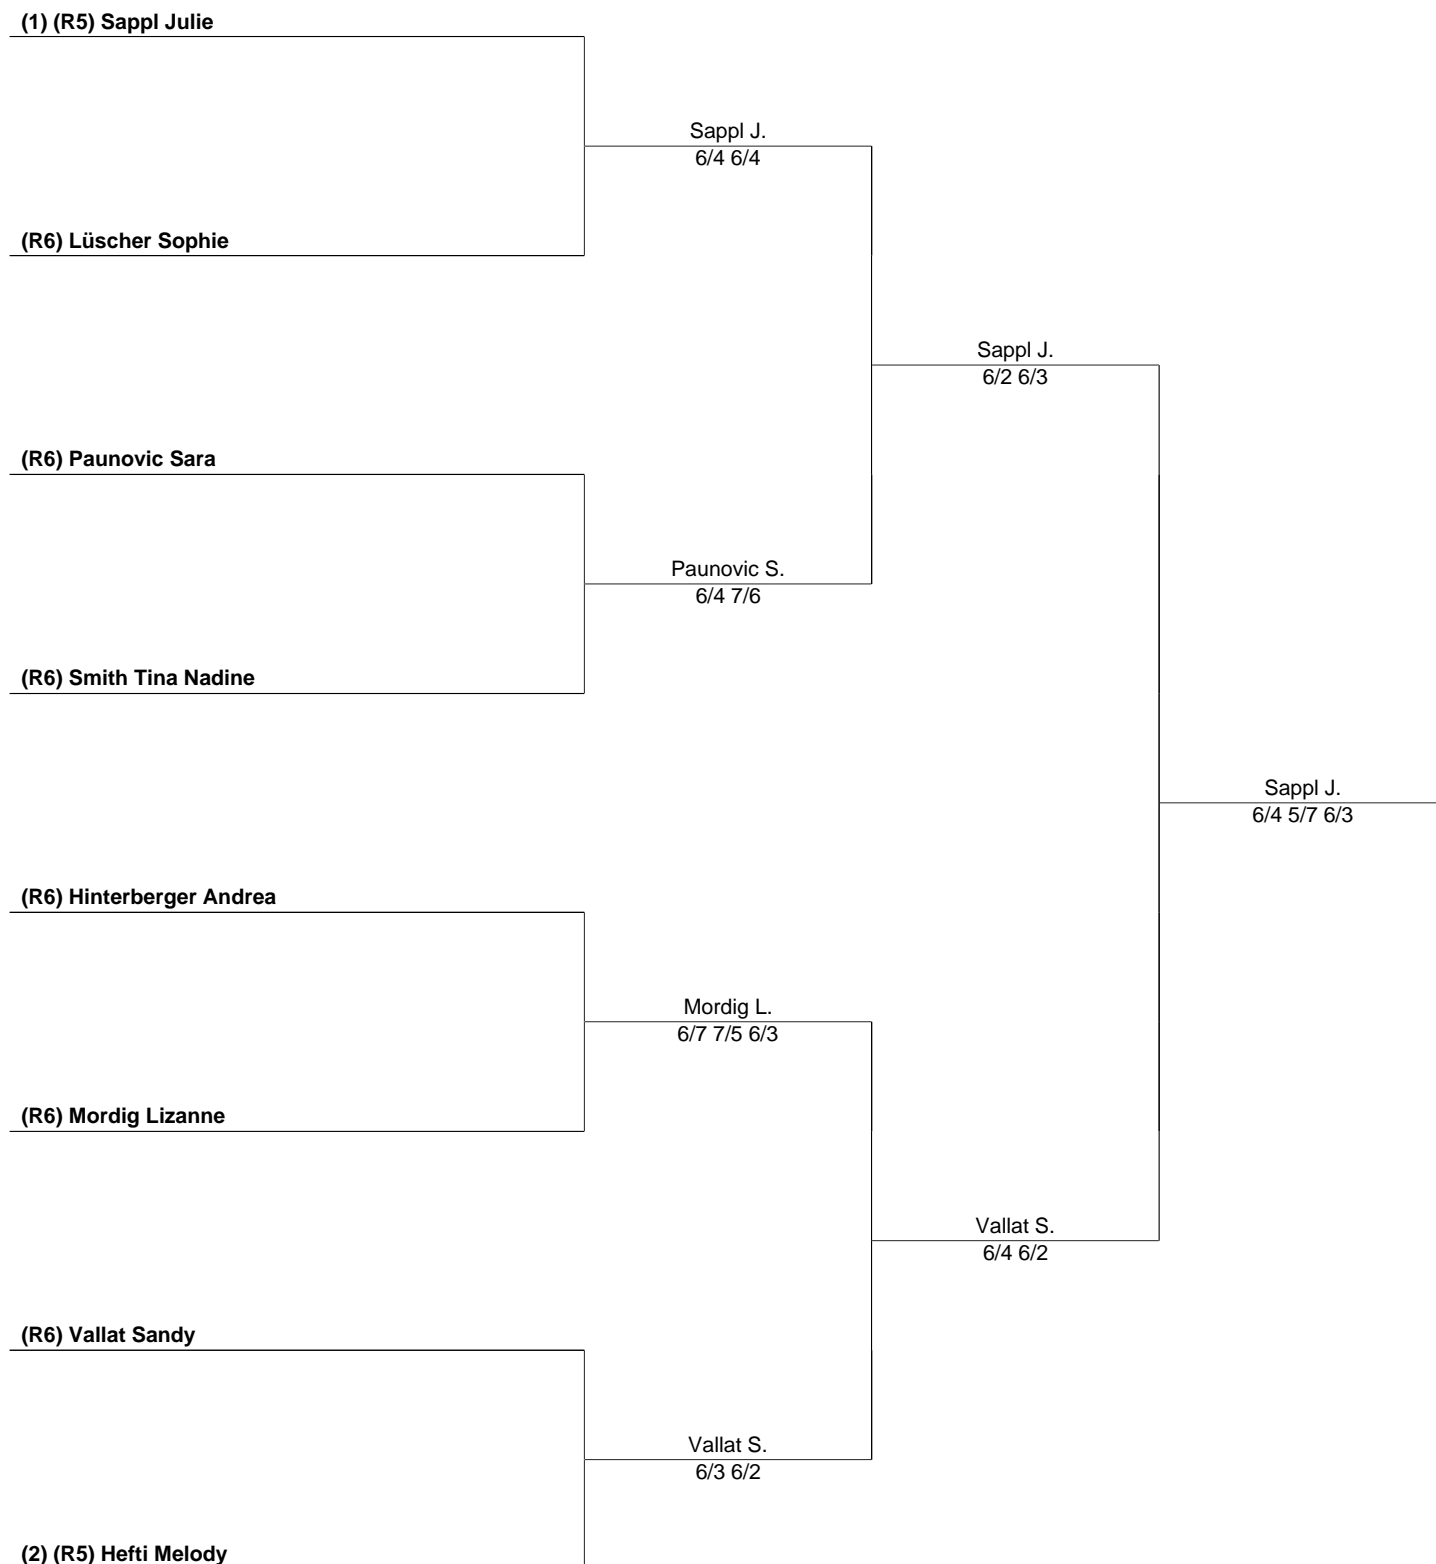 (1) (R5) Sappl Julie
Sappl J.
6/4 6/4
(R6) Lüscher Sophie
Sappl J.
6/2 6/3
(R6) Paunovic Sara
Paunovic S.
6/4 7/6
(R6) Smith Tina Nadine
Sappl J.
6/4 5/7 6/3
(R6) Hinterberger Andrea
Mordig L.
6/7 7/5 6/3
(R6) Mordig Lizanne
Vallat S.
6/4 6/2
(R6) Vallat Sandy
Vallat S.
6/3 6/2
(2) (R5) Hefti Melody